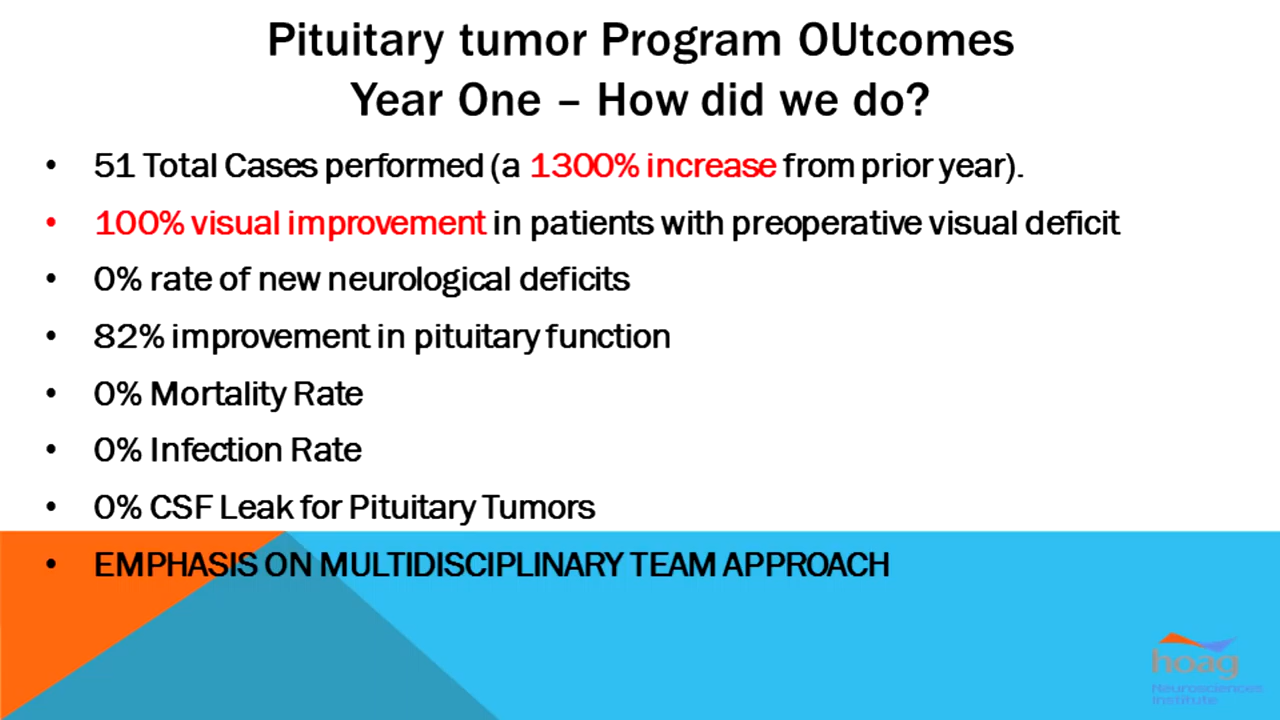 Pituitary tumor Program OUtcomes
Year One – How did we do?
• 51 Total Cases performed (a 1300% increase from prior year).
• 100% visual improvement in patients with preoperative visual deficit
• 0% rate of new neurological deficits
• 82% improvement in pituitary function
• 0% Mortality Rate
• 0% Infection Rate
• 0% CSF Leak for Pituitary Tumors
• EMPHASIS ON MULTIDISCIPLINARY TEAM APPROACH
hoag
Neurosciences
Institute